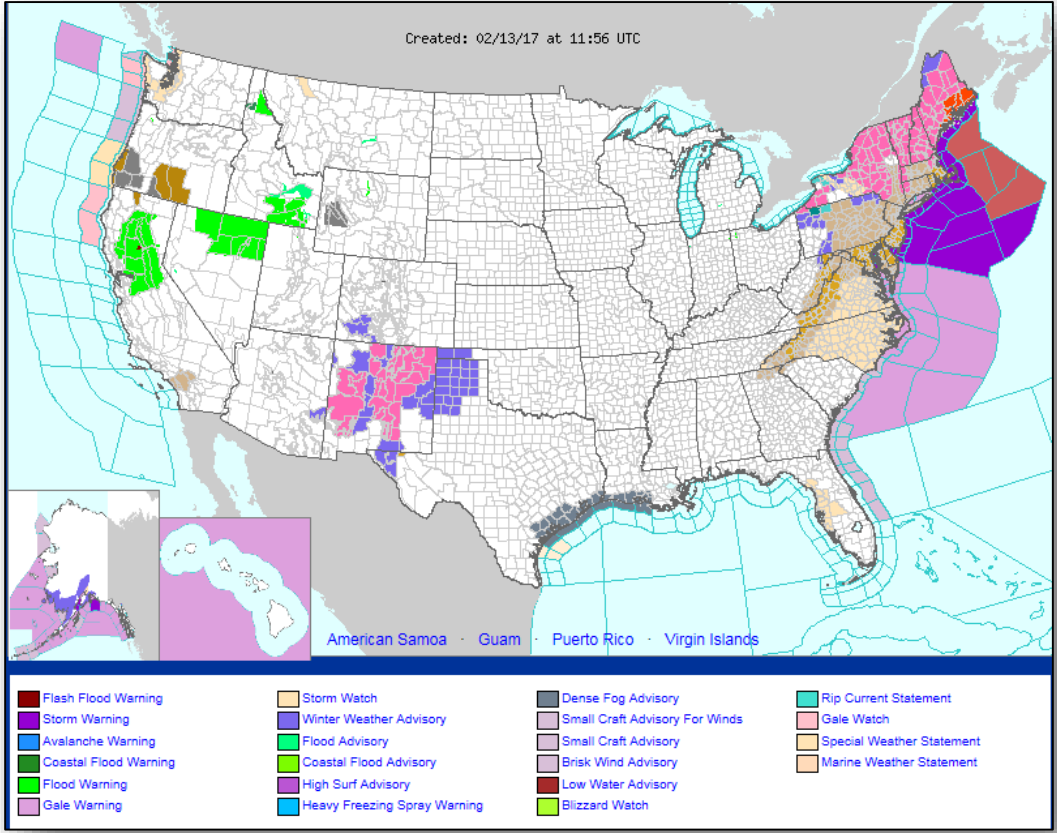 Created: 02/13/17 at 11:56 UTC
American Samoa · Guam · Puerto Rico · Virgin Islands
Flash Flood Warning
Storm Warning
Avalanche Warning
Coastal Flood Warning
Flood Warning
Gale Warning
Storm Watch
Winter Weather Advisory
Flood Advisory
Coastal Flood Advisory
High Surf Advisory
Heavy Freezing Spray Warning
Dense Fog Advisory
Small Craft Advisory For Winds
Small Craft Advisory
Brisk Wind Advisory
Low Water Advisory
Blizzard Watch
Rip Current Statement
Gale Watch
Special Weather Statement
Marine Weather Statement